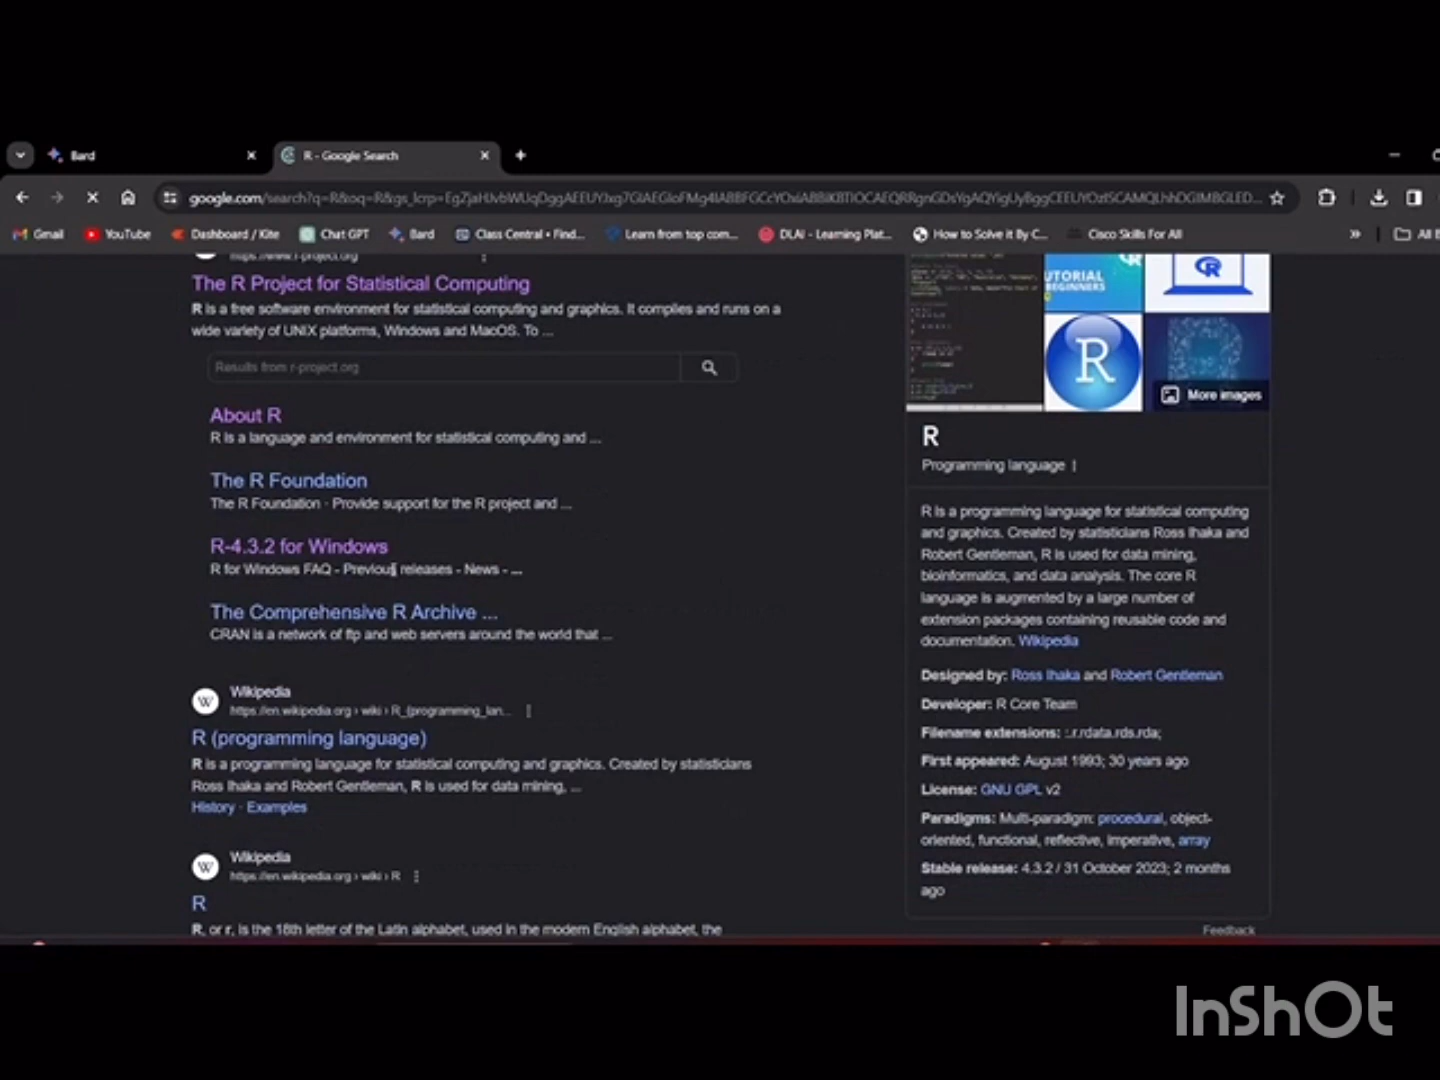 Bard
R - Google Search
google.com/search?q=R&oq=R&gs_lcrp=
Gmail
YouTube
Dashboard / Kite
Chat GPT
Bard
Class Central • Find...
Learn from top com...
DLAI - Learning Plat...
How to Solve it By C...
Cisco Skills For All
»
All
https://www.r-project.org
The R Project for Statistical Computing
R is a free software environment for statistical computing and graphics. It compiles and runs on a
wide variety of UNIX platforms, Windows and MacOS. To ...
Results from r-project.org
About R
R is a language and environment for statistical computing and ...
The R Foundation
The R Foundation · Provide support for the R project and ...
R-4.3.2 for Windows
R for Windows FAQ - Previous releases - News - ...
The Comprehensive R Archive ...
CRAN is a network of ftp and web servers around the world that ...
W
Wikipedia
https://en.wikipedia.org › wiki › R_(programming_lan...
R (programming language)
R is a programming language for statistical computing and graphics. Created by statisticians
Ross Ihaka and Robert Gentleman, R is used for data mining, ...
History · Examples
W
Wikipedia
https://en.wikipedia.org › wiki › R
R
R, or r, is the 18th letter of the Latin alphabet, used in the modern English alphabet, the
UTORIAL
BEGINNERS
R
R
R
More images
R
Programming language
R is a programming language for statistical computing
and graphics. Created by statisticians Ross Ihaka and
Robert Gentleman, R is used for data mining,
bioinformatics, and data analysis. The core R
language is augmented by a large number of
extension packages containing reusable code and
documentation. Wikipedia
Designed by: Ross Ihaka and Robert Gentleman
Developer: R Core Team
Filename extensions: :.r.rdata.rds.rda;
First appeared: August 1993; 30 years ago
License: GNU GPL v2
Paradigms: Multi-paradigm: procedural, object-
oriented, functional, reflective, imperative, array
Stable release: 4.3.2 / 31 October 2023; 2 months
ago
Feedback
InShOt